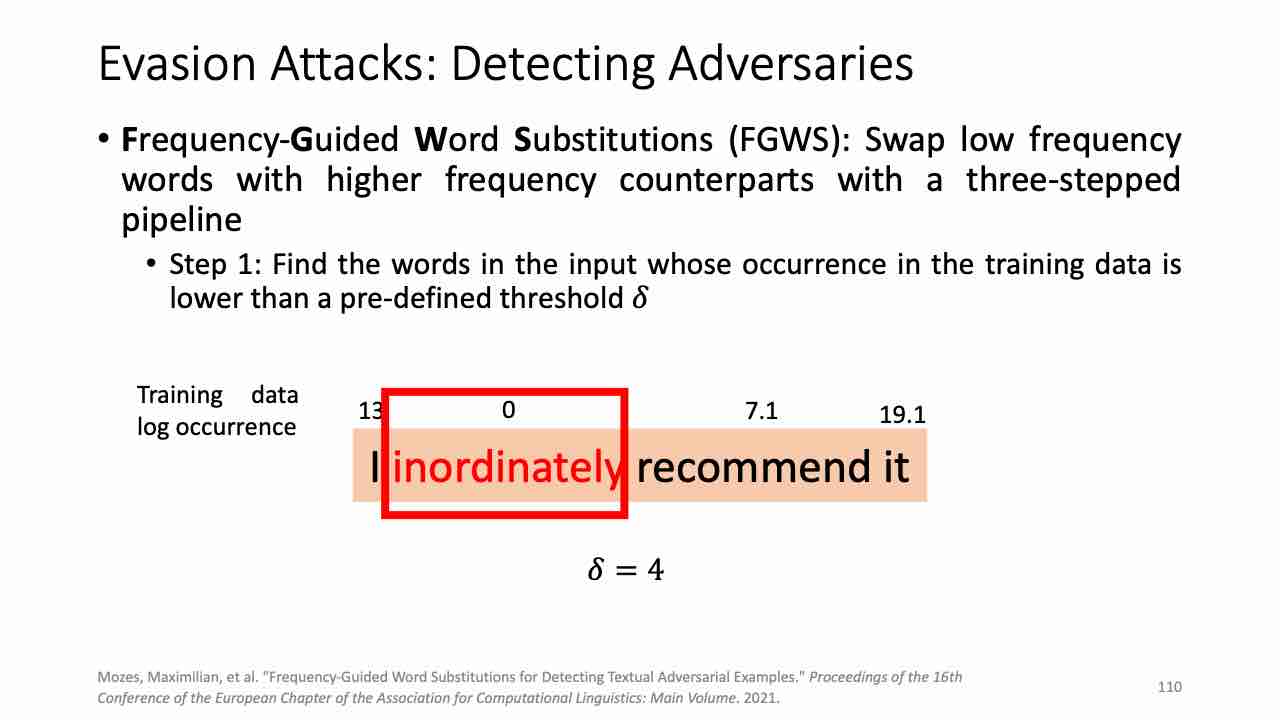 Evasion Attacks: Detecting Adversaries
• Frequency-Guided Word Substitutions (FGWS): Swap low frequency
words with higher frequency counterparts with a three-stepped
pipeline
• Step 1: Find the words in the input whose occurrence in the training data is
lower than a pre-defined threshold 𝛿
Training data
log occurrence
13 0 7.1 19.1
I inordinately recommend it
𝛿 = 4
Mozes, Maximilian, et al. "Frequency-Guided Word Substitutions for Detecting Textual Adversarial Examples." Proceedings of the 16th
Conference of the European Chapter of the Association for Computational Linguistics: Main Volume. 2021.
110